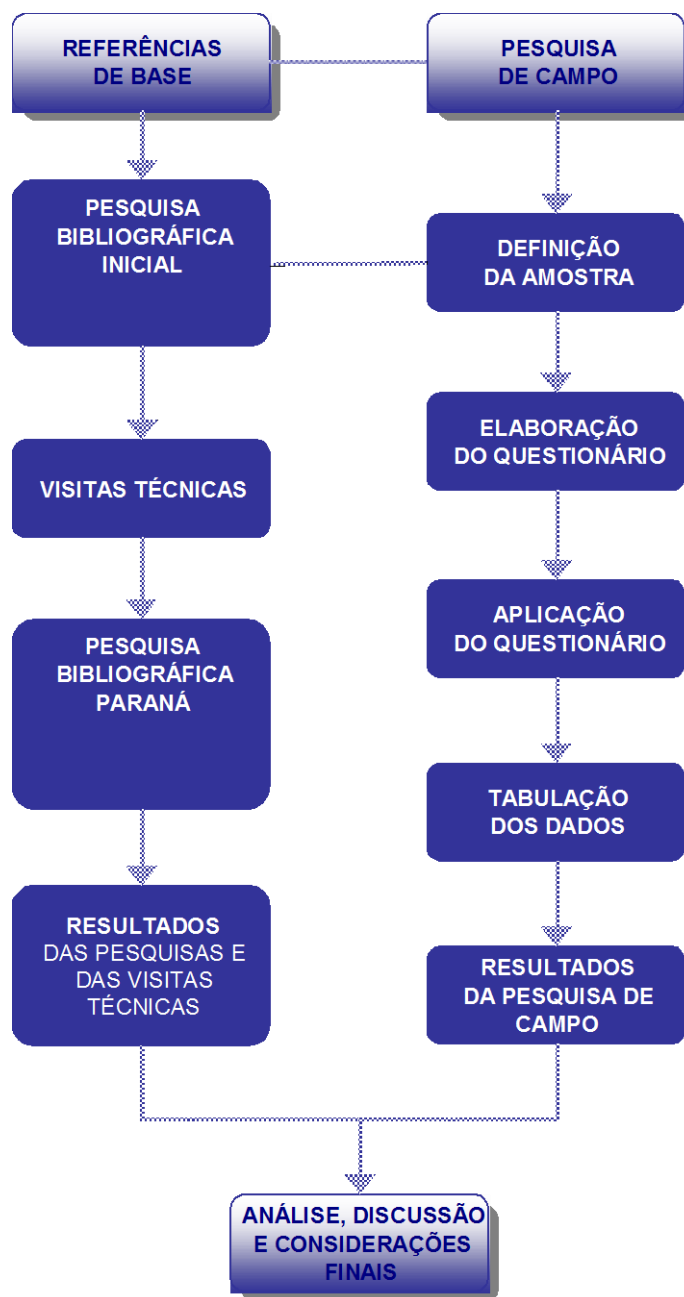 REFERÊNCIAS
DE BASE
PESQUISA
DE CAMPO
PESQUISA
BIBLIOGRÁFICA
INICIAL
DEFINIÇÃO
DA AMOSTRA
VISITAS TÉCNICAS
ELABORAÇÃO
DO QUESTIONÁRIO
PESQUISA
BIBLIOGRÁFICA
PARANÁ
APLICAÇÃO
DO QUESTIONÁRIO
TABULAÇÃO
DOS DADOS
RESULTADOS
DAS PESQUISAS E
DAS VISITAS
TÉCNICAS
RESULTADOS
DA PESQUISA DE
CAMPO
ANÁLISE, DISCUSSÃO
E CONSIDERAÇÕES
FINAIS